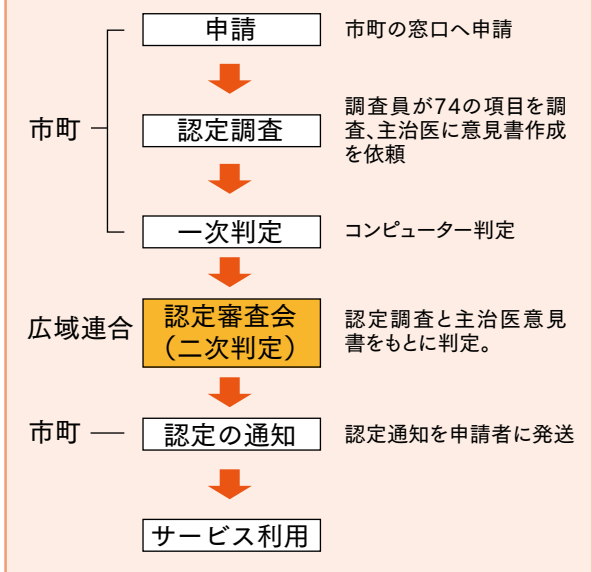 申請
市町の窓口へ申請
市町
認定調査
調査員が74の項目を調
査、主治医に意見書作成
を依頼
一次判定
コンピューター判定
広域連合
認定審査会
(二次判定)
認定調査と主治医意見
書をもとに判定。
市町
認定の通知
認定通知を申請者に発送
サービス利用